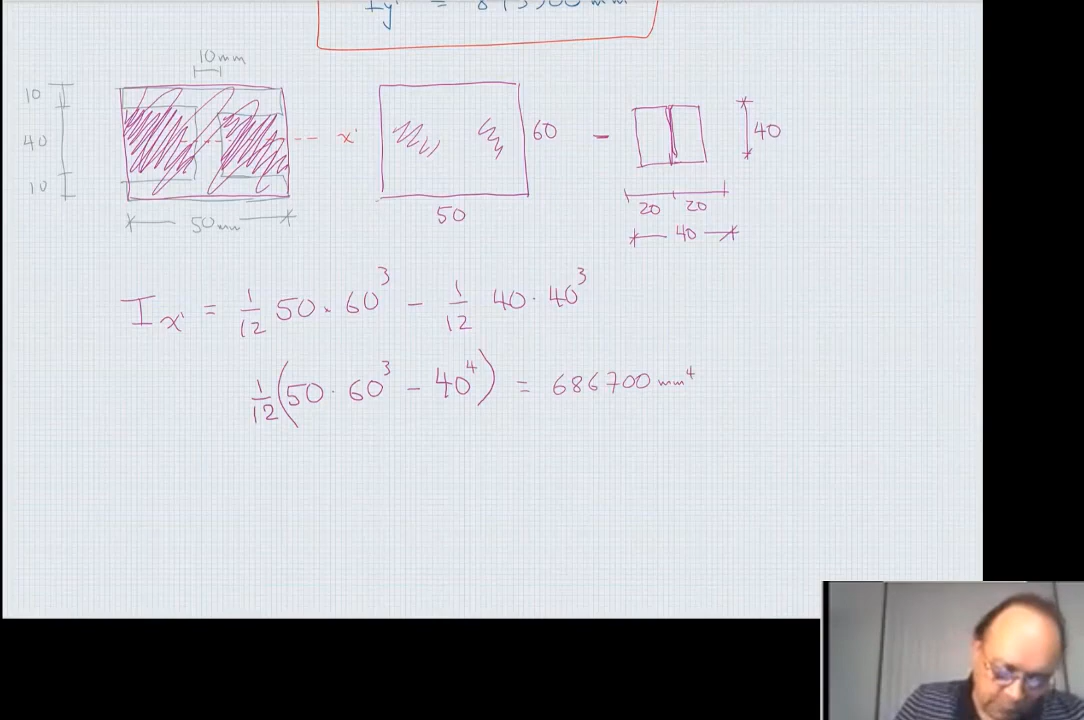 10mm
10
40
10
x'
60
−
40
50mm
50
20 20
40
Ix' = 1/12 50 · 60³ − 1/12 40 · 40³
1/12 (50 · 60³ − 40⁴) = 686700 mm⁴